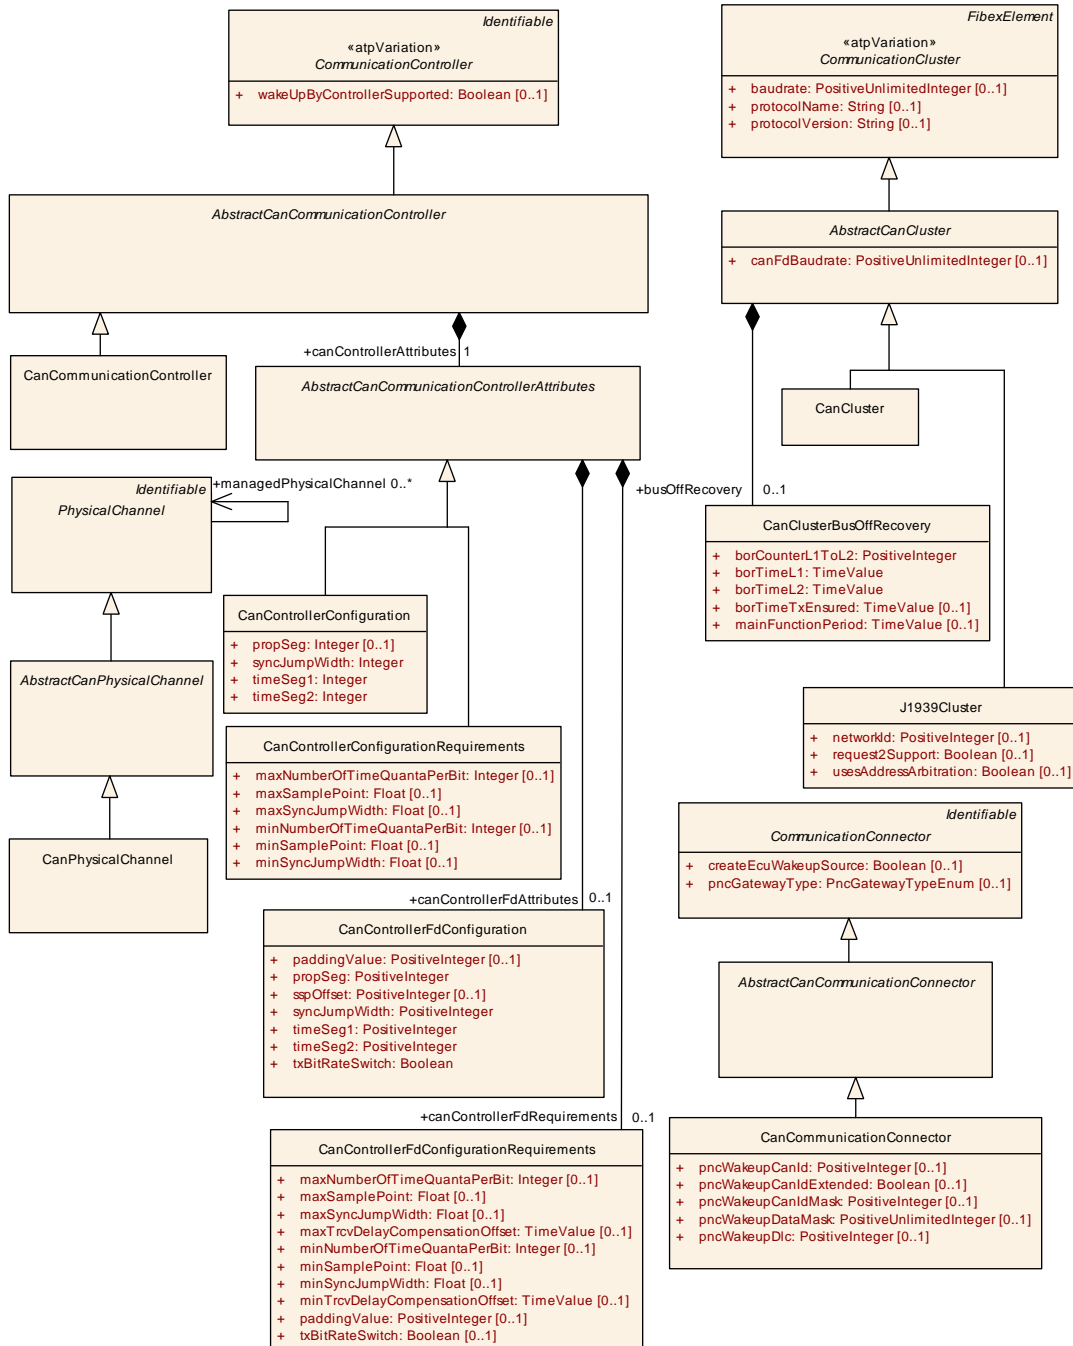 Identifiable
«atpVariation»
CommunicationController
+ wakeUpByControllerSupported: Boolean [0..1]
FibexElement
«atpVariation»
CommunicationCluster
+ baudrate: PositiveUnlimitedInteger [0..1]
+ protocolName: String [0..1]
+ protocolVersion: String [0..1]
AbstractCanCommunicationController
AbstractCanCluster
+ canFdBaudrate: PositiveUnlimitedInteger [0..1]
+canControllerAttributes 1
CanCommunicationController
AbstractCanCommunicationControllerAttributes
CanCluster
Identifiable
PhysicalChannel
+managedPhysicalChannel 0..*
+busOffRecovery 0..1
CanClusterBusOffRecovery
+ borCounterL1ToL2: PositiveInteger
+ borTimeL1: TimeValue
+ borTimeL2: TimeValue
+ borTimeTxEnsured: TimeValue [0..1]
+ mainFunctionPeriod: TimeValue [0..1]
CanControllerConfiguration
+ propSeg: Integer [0..1]
+ syncJumpWidth: Integer
+ timeSeg1: Integer
+ timeSeg2: Integer
AbstractCanPhysicalChannel
J1939Cluster
+ networkId: PositiveInteger [0..1]
+ request2Support: Boolean [0..1]
+ usesAddressArbitration: Boolean [0..1]
CanControllerConfigurationRequirements
+ maxNumberOfTimeQuantaPerBit: Integer [0..1]
+ maxSamplePoint: Float [0..1]
+ maxSyncJumpWidth: Float [0..1]
+ minNumberOfTimeQuantaPerBit: Integer [0..1]
+ minSamplePoint: Float [0..1]
+ minSyncJumpWidth: Float [0..1]
CanPhysicalChannel
Identifiable
CommunicationConnector
+ createEcuWakeupSource: Boolean [0..1]
+ pncGatewayType: PncGatewayTypeEnum [0..1]
+canControllerFdAttributes 0..1
CanControllerFdConfiguration
+ paddingValue: PositiveInteger [0..1]
+ propSeg: PositiveInteger
+ sspOffset: PositiveInteger [0..1]
+ syncJumpWidth: PositiveInteger
+ timeSeg1: PositiveInteger
+ timeSeg2: PositiveInteger
+ txBitRateSwitch: Boolean
AbstractCanCommunicationConnector
+canControllerFdRequirements 0..1
CanControllerFdConfigurationRequirements
+ maxNumberOfTimeQuantaPerBit: Integer [0..1]
+ maxSamplePoint: Float [0..1]
+ maxSyncJumpWidth: Float [0..1]
+ maxTrcvDelayCompensationOffset: TimeValue [0..1]
+ minNumberOfTimeQuantaPerBit: Integer [0..1]
+ minSamplePoint: Float [0..1]
+ minSyncJumpWidth: Float [0..1]
+ minTrcvDelayCompensationOffset: TimeValue [0..1]
+ paddingValue: PositiveInteger [0..1]
+ txBitRateSwitch: Boolean [0..1]
CanCommunicationConnector
+ pncWakeupCanId: PositiveInteger [0..1]
+ pncWakeupCanIdExtended: Boolean [0..1]
+ pncWakeupCanIdMask: PositiveInteger [0..1]
+ pncWakeupDataMask: PositiveUnlimitedInteger [0..1]
+ pncWakeupDlc: PositiveInteger [0..1]